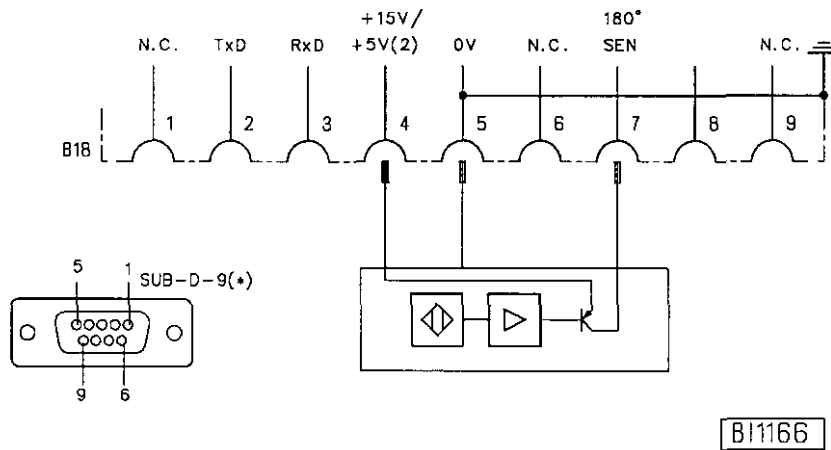 +15V/ 180°
N.C. TxD RxD +5V(2) 0V N.C. SEN N.C.
1 2 3 4 5 6 7 8 9
B18
5 1 SUB-D-9(*)
9 6
BI1166